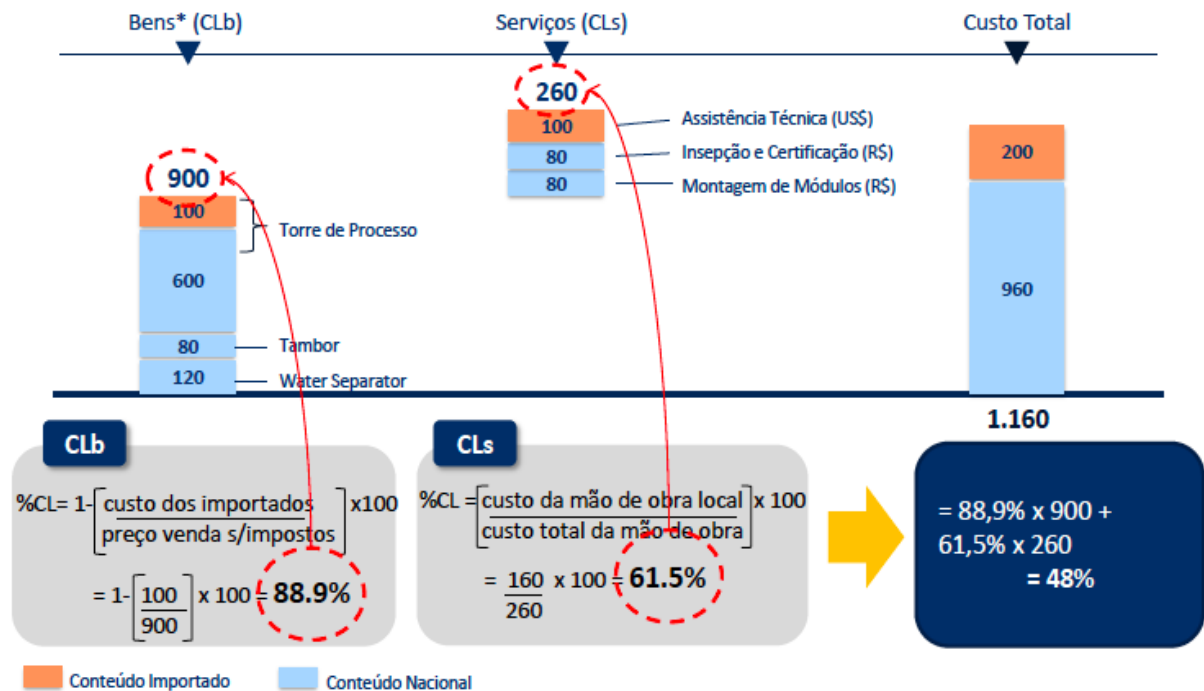 Bens* (CLb)
Serviços (CLs)
Custo Total
900
100
600
80
120
Torre de Processo
Tambor
Water Separator
260
100
80
80
Assistência Técnica (US$)
Insepção e Certificação (R$)
Montagem de Módulos (R$)
200
960
1.160
CLb
%CL= 1-[custo dos importados
preço venda s/impostos] x100
= 1-[100
900] x 100 = 88.9%
CLs
%CL = [custo da mão de obra local
custo total da mão de obra] x 100
= 160
260 x 100 = 61.5%
= 88,9% x 900 +
61,5% x 260
= 48%
Conteúdo Importado
Conteúdo Nacional